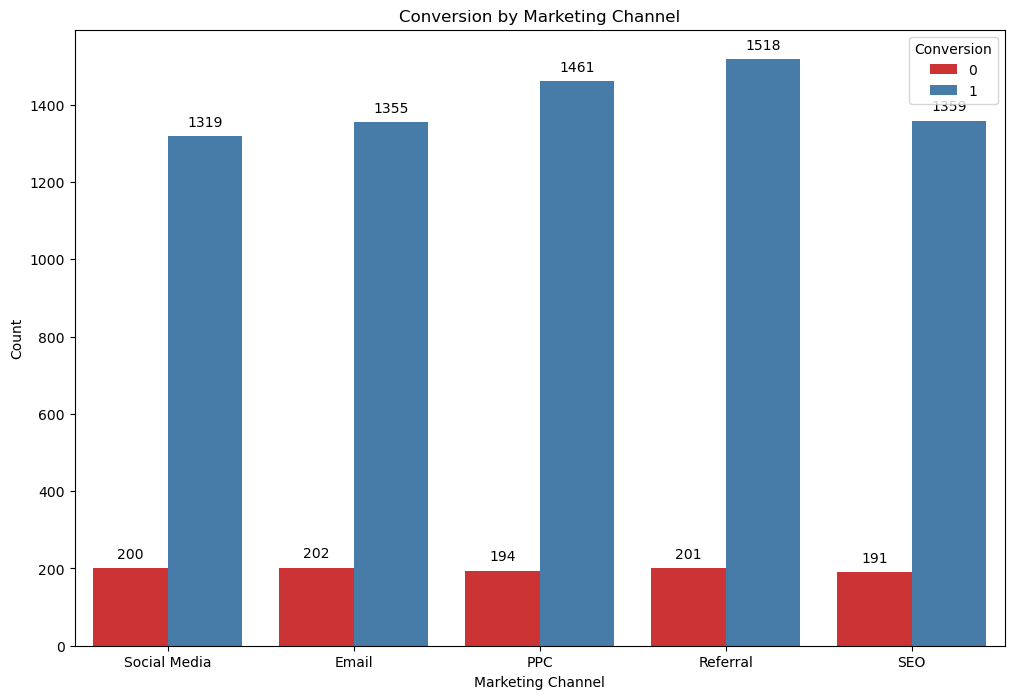 Conversion by Marketing Channel
Conversion
0
1
1319
1355
1461
1518
1359
200
202
194
201
191
1400
1200
1000
800
600
400
200
0
Count
Social Media
Email
PPC
Referral
SEO
Marketing Channel